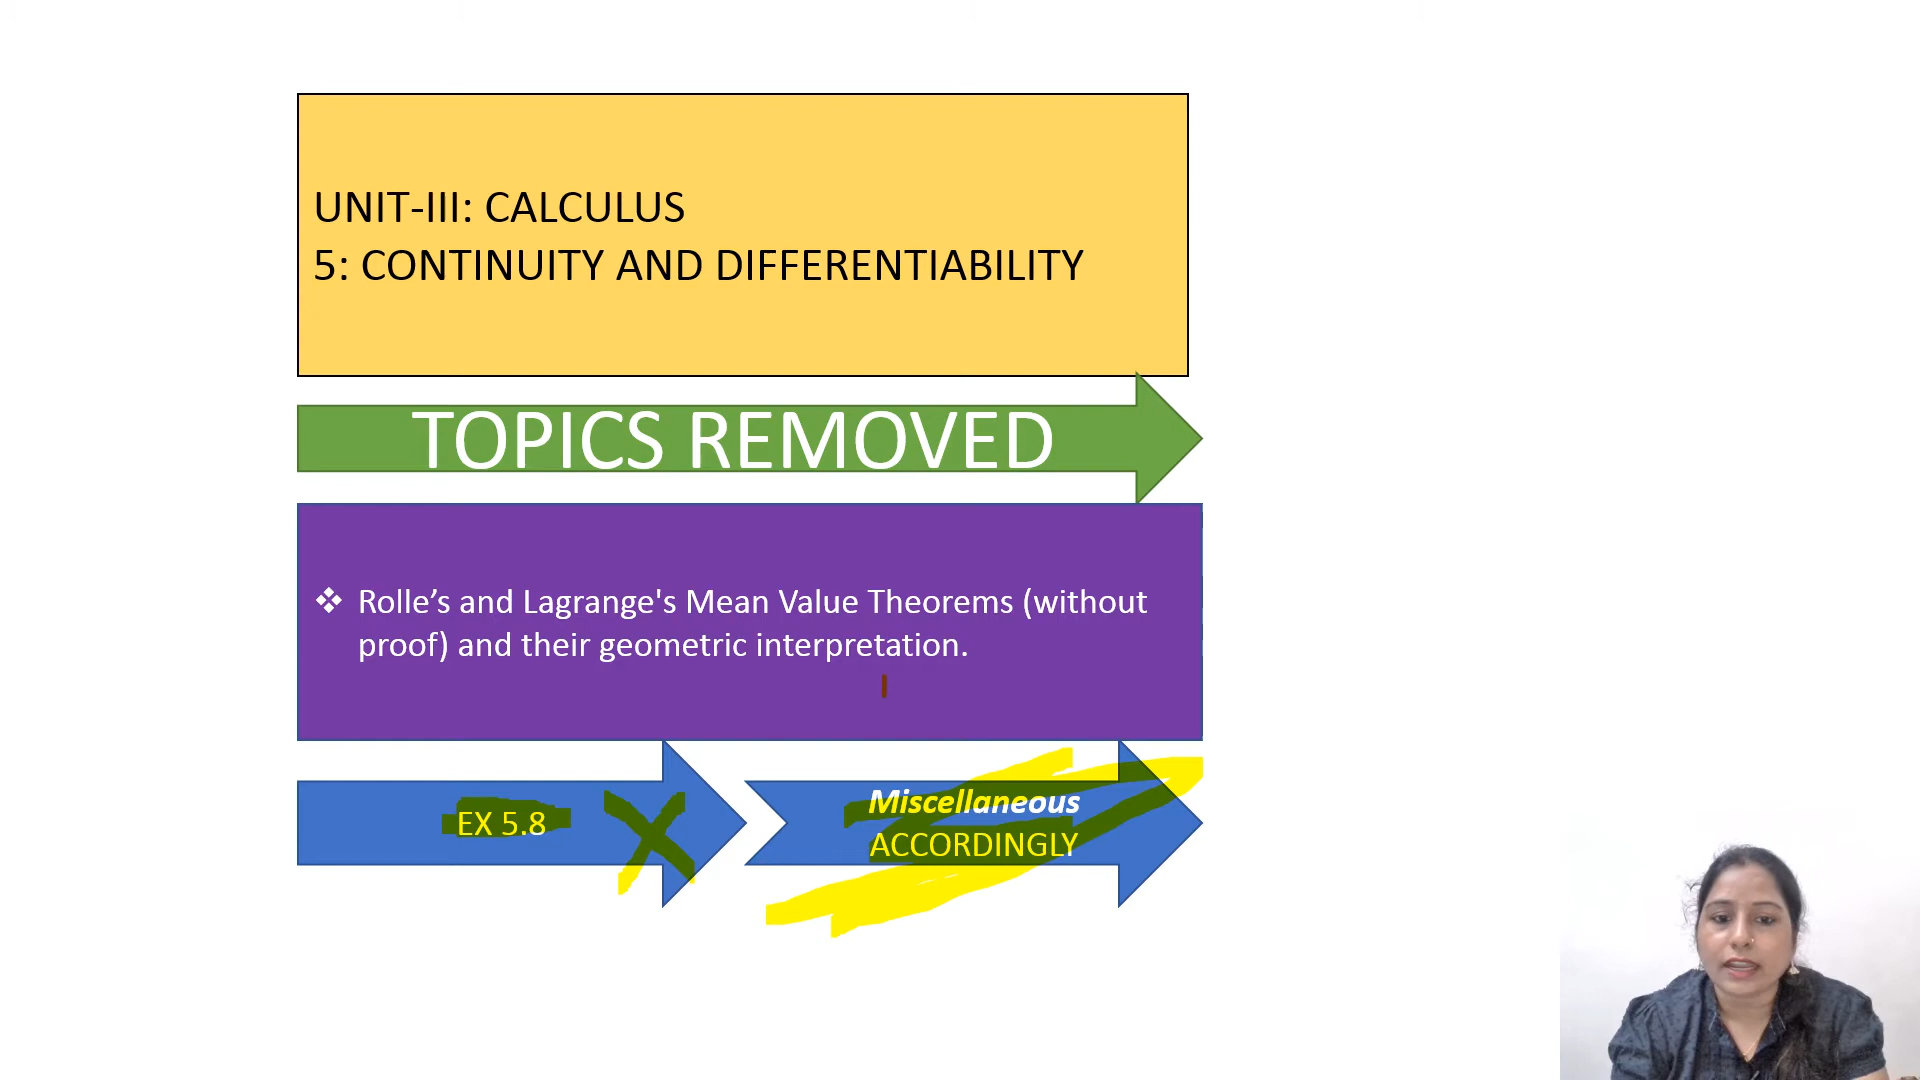 UNIT-III: CALCULUS
5: CONTINUITY AND DIFFERENTIABILITY
TOPICS REMOVED
❖ Rolle’s and Lagrange's Mean Value Theorems (without
proof) and their geometric interpretation.
EX 5.8
Miscellaneous
ACCORDINGLY